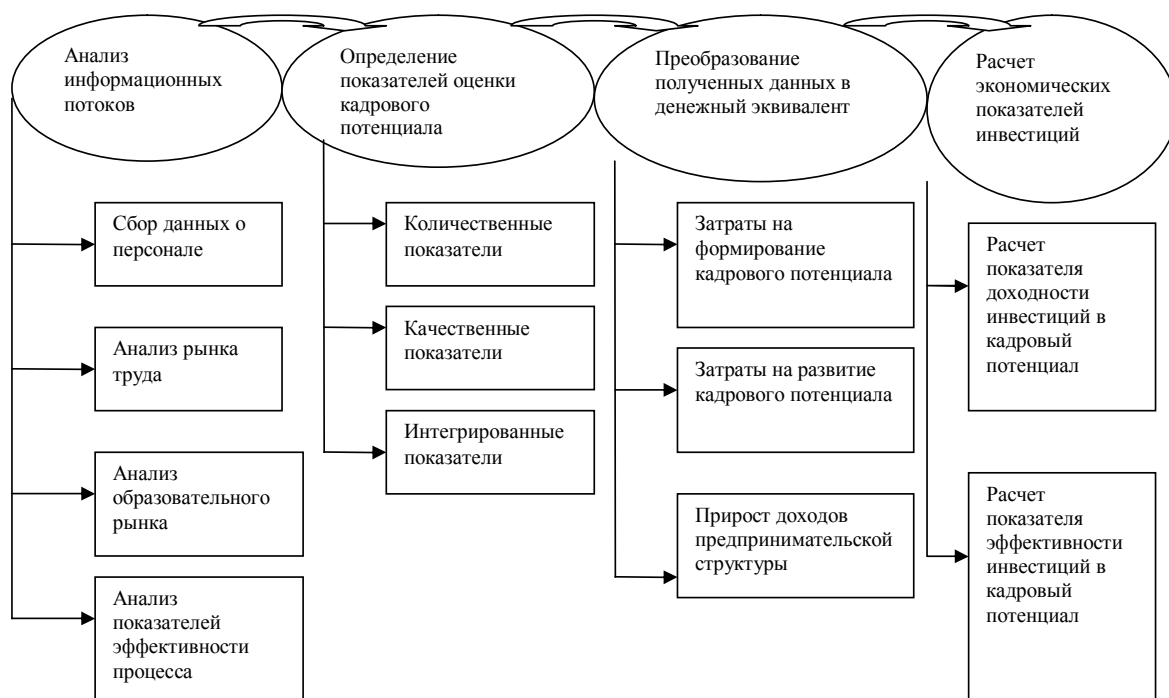 Анализ
информационных
потоков
Определение
показателей оценки
кадрового
потенциала
Преобразование
полученных данных в
денежный эквивалент
Расчет
экономических
показателей
инвестиций
Сбор данных о
персонале
Анализ рынка
труда
Анализ
образовательного
рынка
Анализ
показателей
эффективности
процесса
Количественные
показатели
Качественные
показатели
Интегрированные
показатели
Затраты на
формирование
кадрового потенциала
Затраты на развитие
кадрового потенциала
Прирост доходов
предпринимательской
структуры
Расчет
показателя
доходности
инвестиций в
кадровый
потенциал
Расчет
показателя
эффективности
инвестиций в
кадровый
потенциал